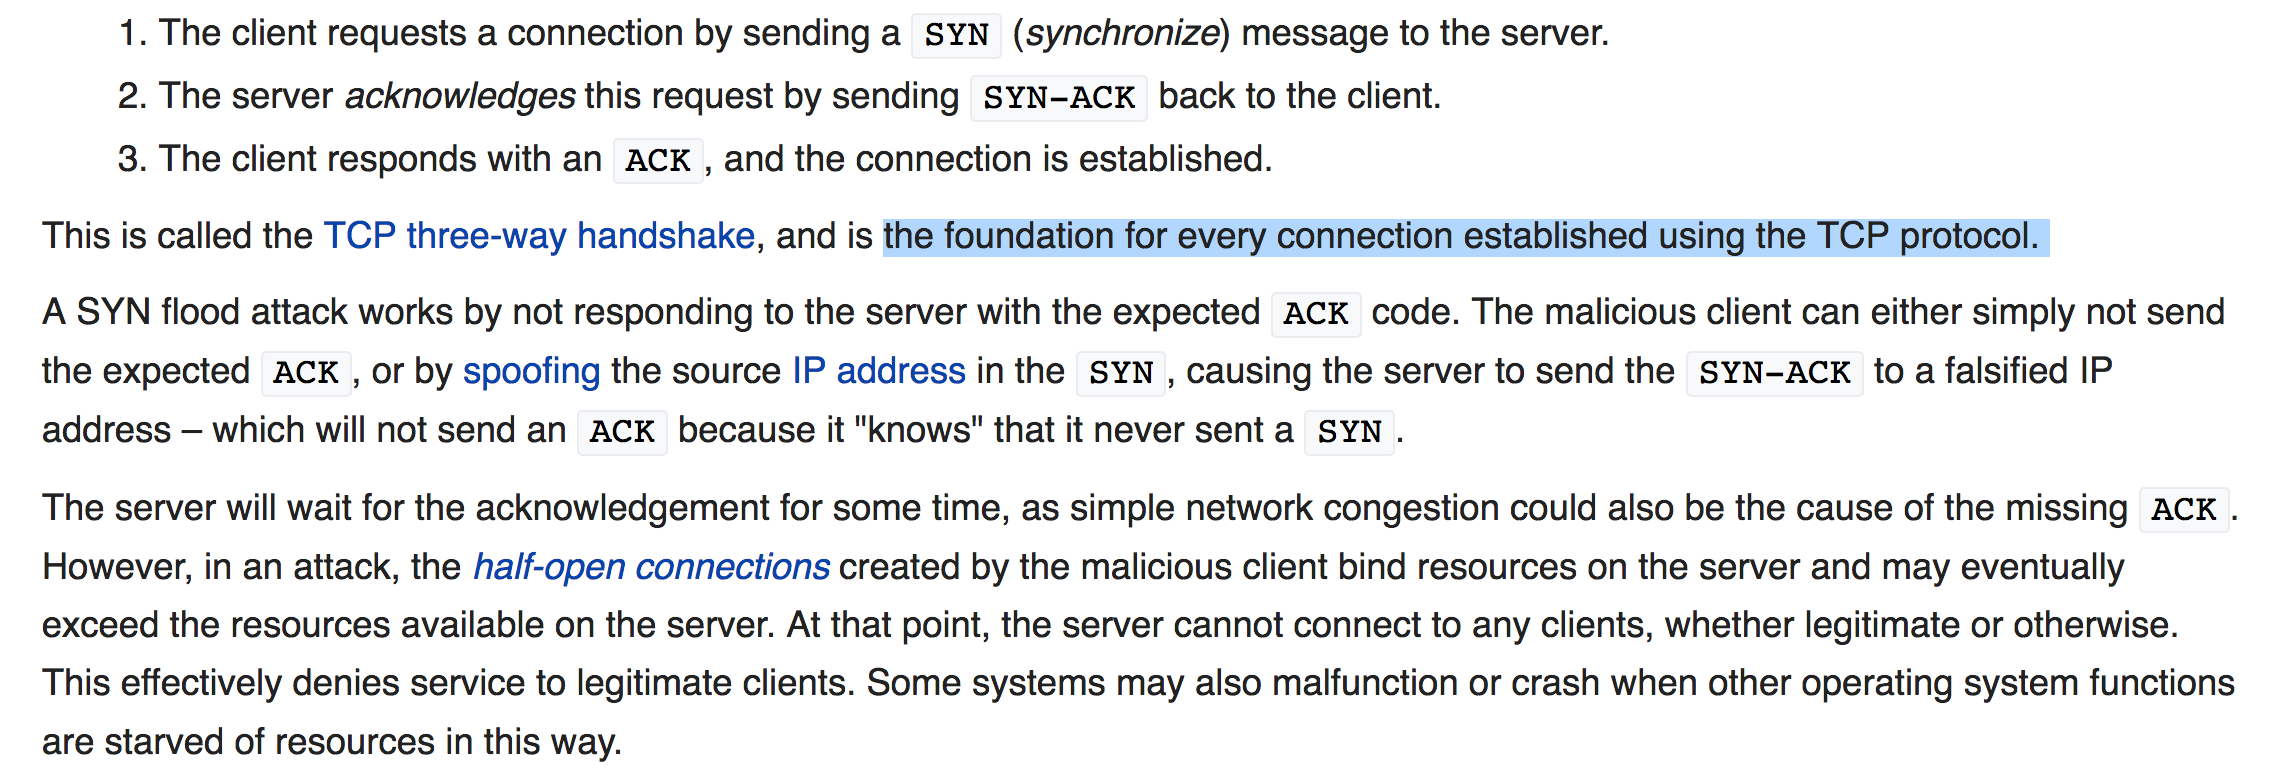 1. The client requests a connection by sending a SYN (synchronize) message to the server.
2. The server acknowledges this request by sending SYN-ACK back to the client.
3. The client responds with an ACK, and the connection is established.
This is called the TCP three-way handshake, and is the foundation for every connection established using the TCP protocol.
A SYN flood attack works by not responding to the server with the expected ACK code. The malicious client can either simply not send
the expected ACK, or by spoofing the source IP address in the SYN, causing the server to send the SYN-ACK to a falsified IP
address – which will not send an ACK because it "knows" that it never sent a SYN.
The server will wait for the acknowledgement for some time, as simple network congestion could also be the cause of the missing ACK.
However, in an attack, the half-open connections created by the malicious client bind resources on the server and may eventually
exceed the resources available on the server. At that point, the server cannot connect to any clients, whether legitimate or otherwise.
This effectively denies service to legitimate clients. Some systems may also malfunction or crash when other operating system functions
are starved of resources in this way.